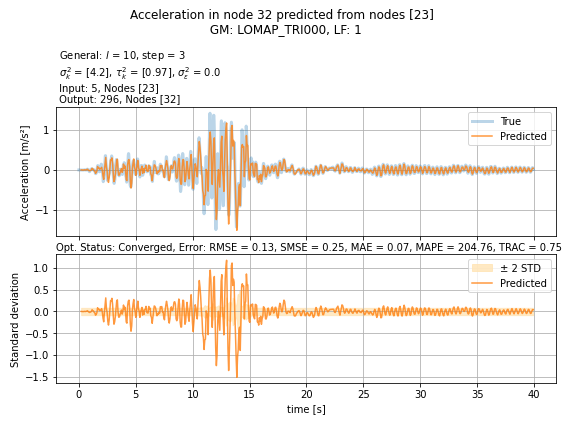 Acceleration in node 32 predicted from nodes [23]
GM: LOMAP_TRI000, LF: 1
General: l = 10, step = 3
σ²ₖ = [4.2], τ²ₖ = [0.97], σ²ε = 0.0
Input: 5, Nodes [23]
Output: 296, Nodes [32]
True
Predicted
Acceleration [m/s²]
1
0
−1
Opt. Status: Converged, Error: RMSE = 0.13, SMSE = 0.25, MAE = 0.07, MAPE = 204.76, TRAC = 0.75
± 2 STD
Predicted
Standard deviation
1.0
0.5
0.0
−0.5
−1.0
−1.5
0 5 10 15 20 25 30 35 40
time [s]